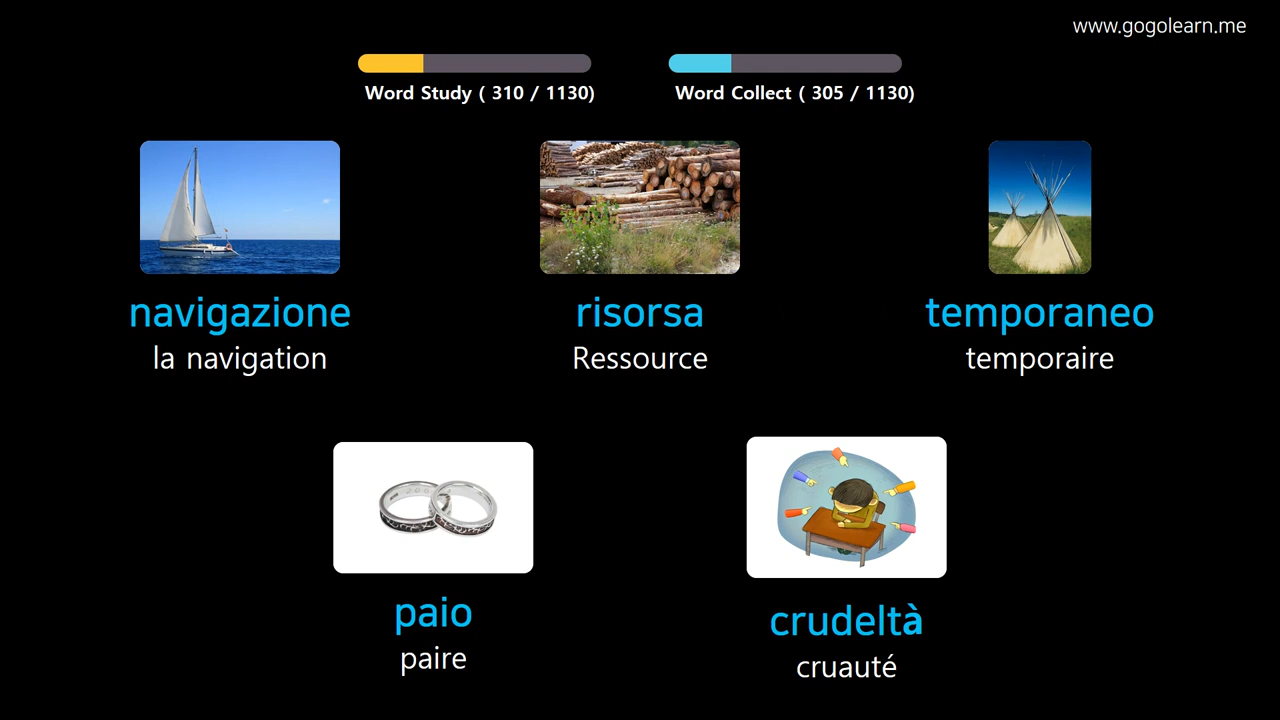 www.gogolearn.me
Word Study ( 310 / 1130)
Word Collect ( 305 / 1130)
navigazione
la navigation
risorsa
Ressource
temporaneo
temporaire
paio
paire
crudeltà
cruauté